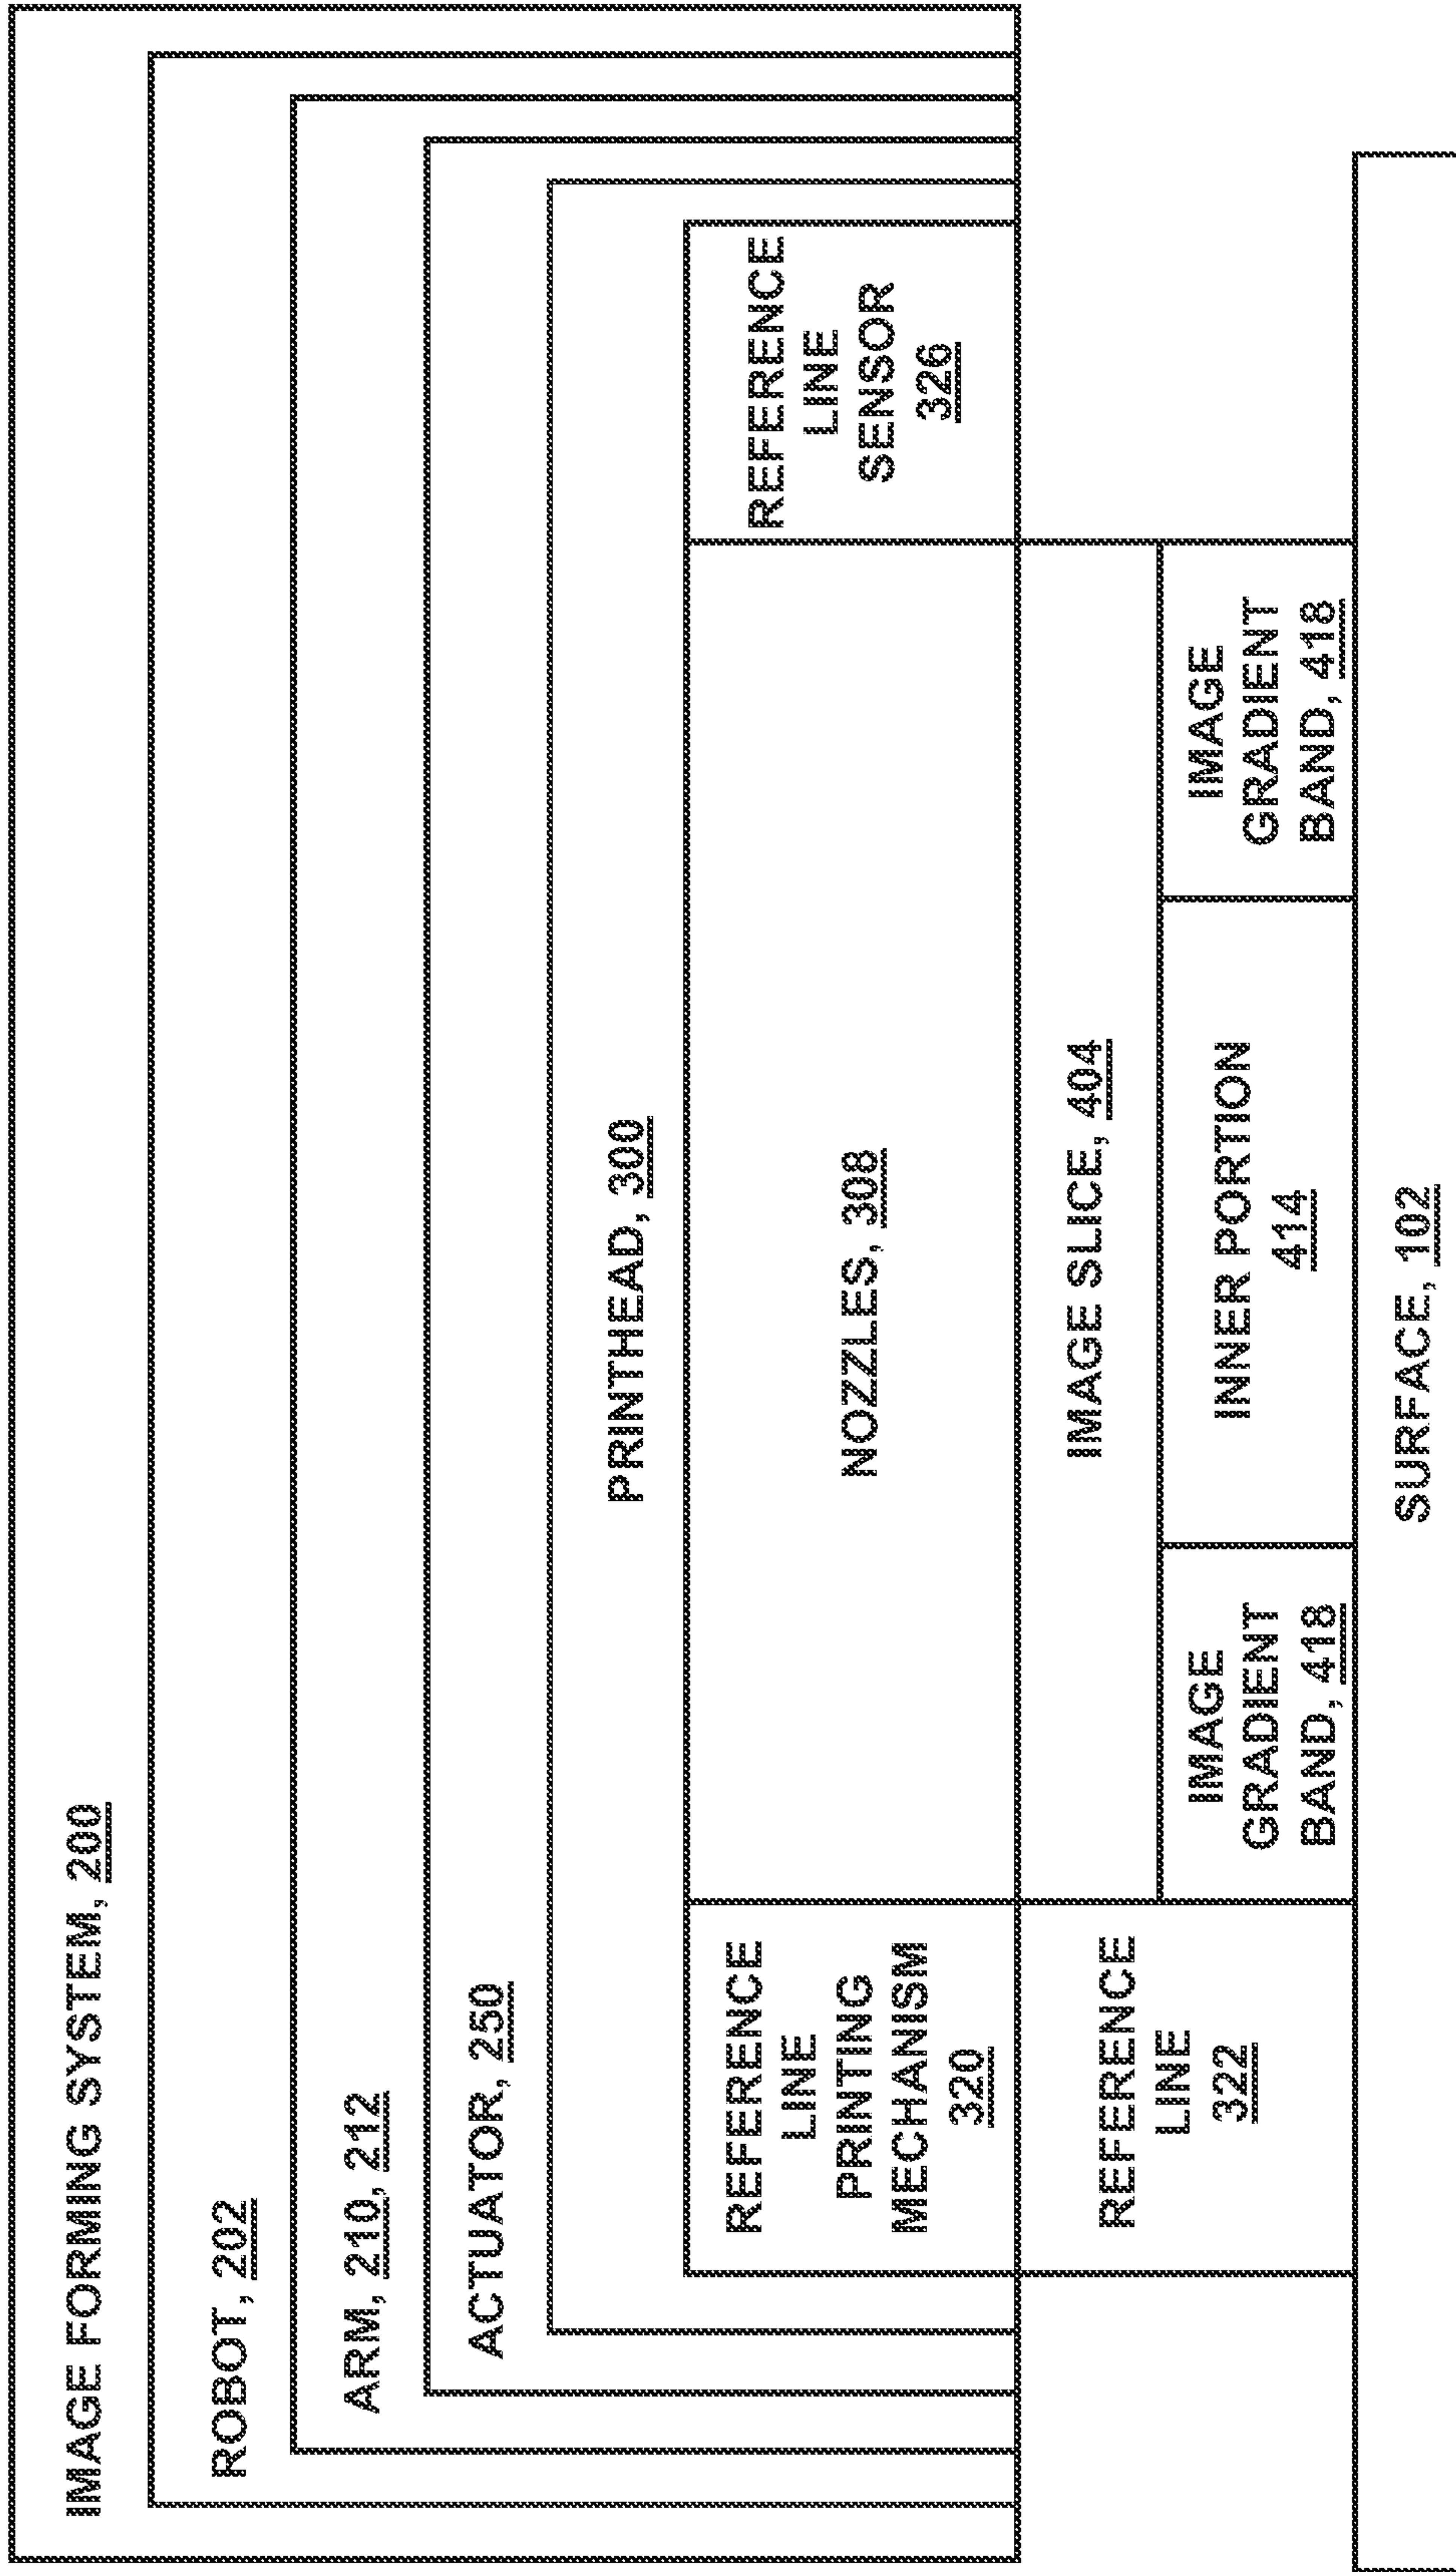 IMAGE FORMING SYSTEM, 200
ROBOT, 202
ARM, 210, 212
ACTUATOR, 250
PRINTHEAD, 300
REFERENCE
LINE
PRINTING
MECHANISM
320
NOZZLES, 308
REFERENCE
LINE
SENSOR
326
REFERENCE
LINE
322
IMAGE SLICE, 404
IMAGE
GRADIENT
BAND, 418
INNER PORTION
414
IMAGE
GRADIENT
BAND, 418
SURFACE, 102